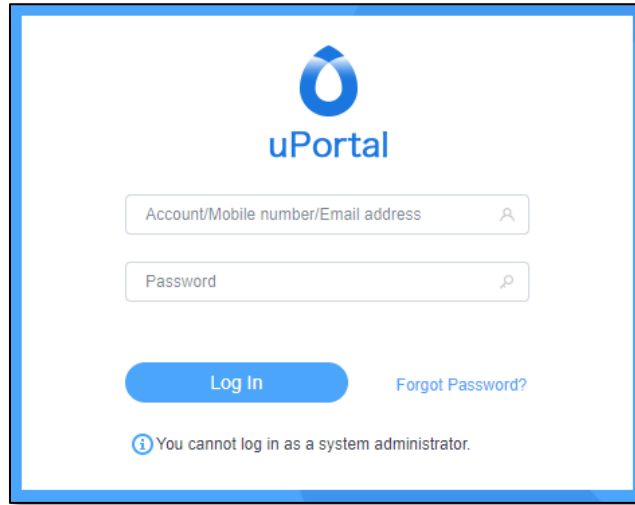 uPortal
Account/Mobile number/Email address
Password
Log In
Forgot Password?
You cannot log in as a system administrator.